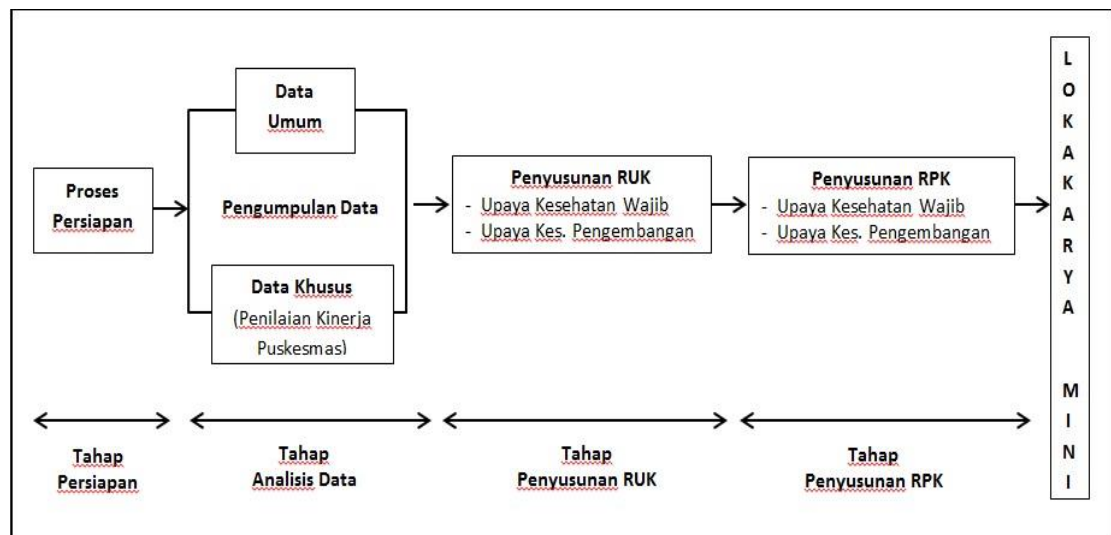 Proses
Persiapan
Data
Umum
Pengumpulan Data
Data Khusus
(Penilaian Kinerja
Puskesmas)
Penyusunan RUK
- Upaya Kesehatan Wajib
- Upaya Kes. Pengembangan
Penyusunan RPK
- Upaya Kesehatan Wajib
- Upaya Kes. Pengembangan
L
O
K
A
K
A
R
Y
A
M
I
N
I
Tahap
Persiapan
Tahap
Analisis Data
Tahap
Penyusunan RUK
Tahap
Penyusunan RPK